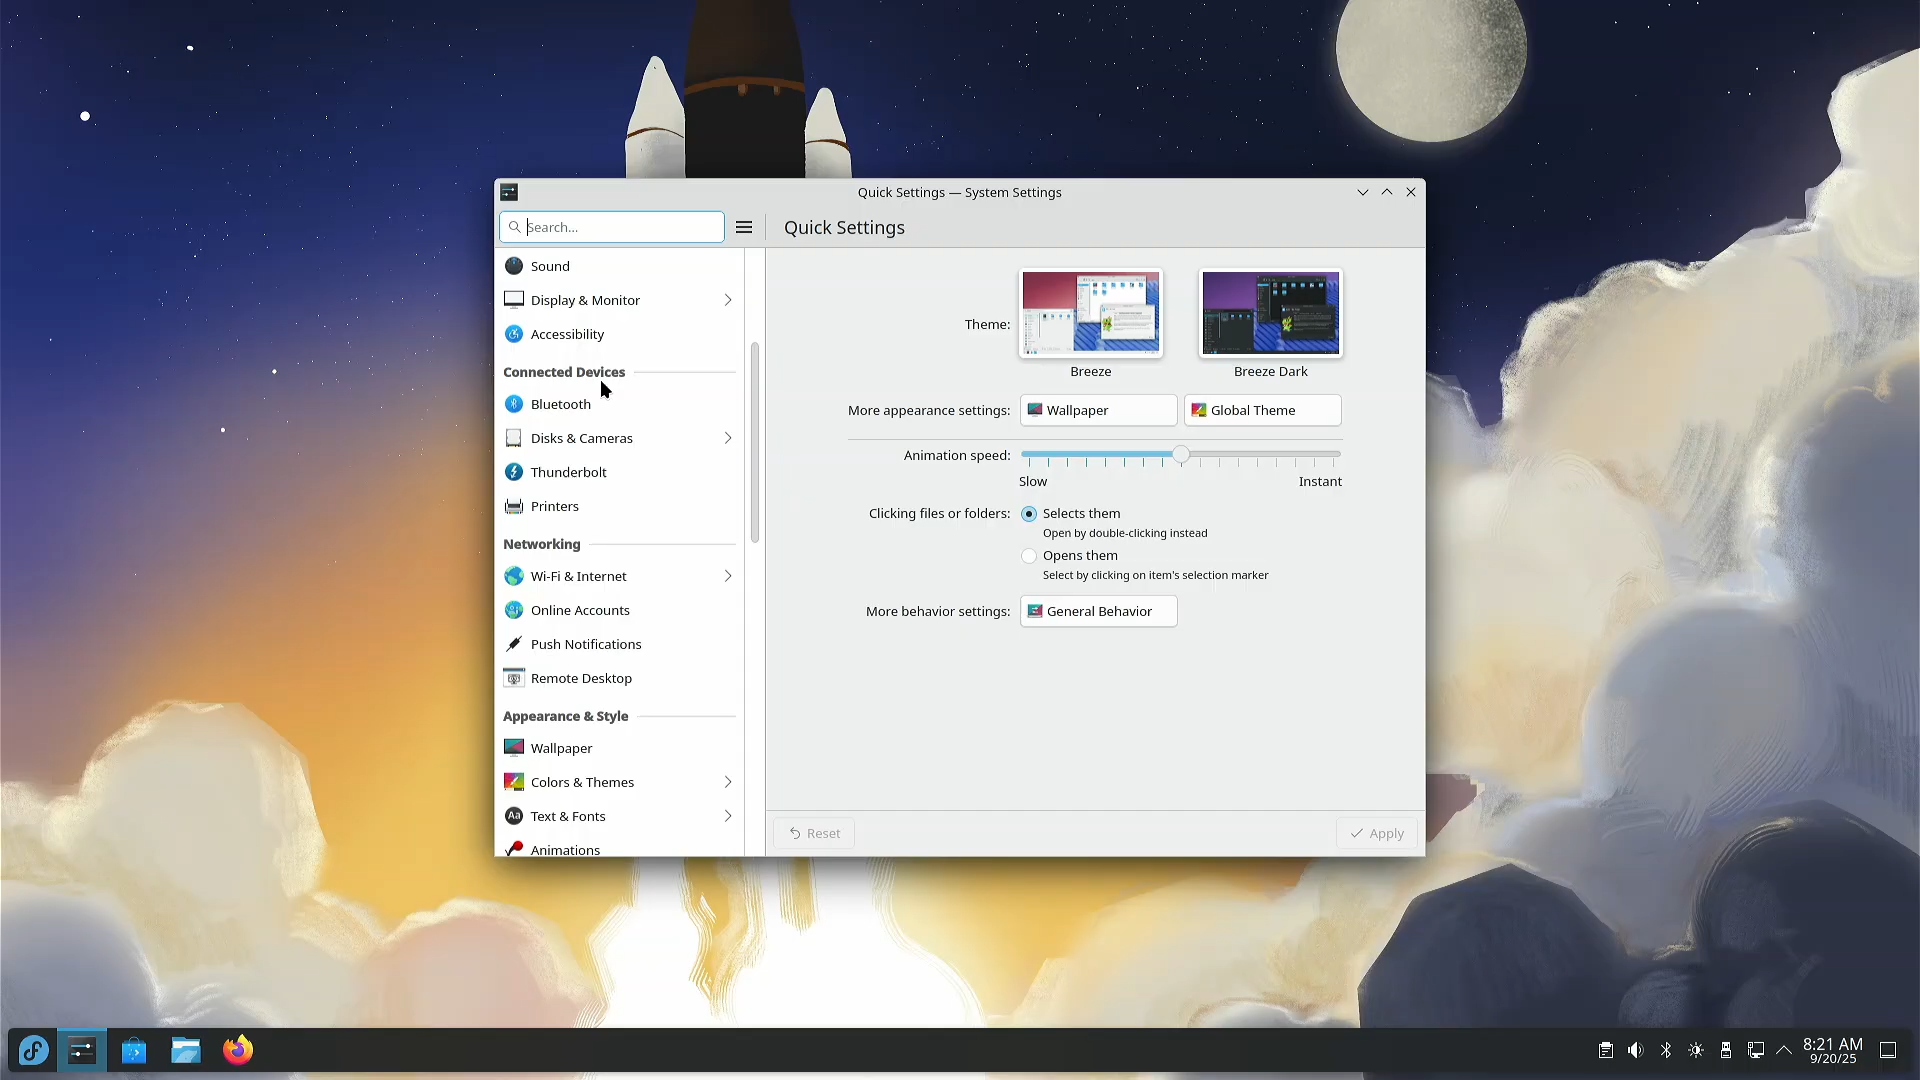 Quick Settings — System Settings
Search...
Quick Settings
Sound
Display & Monitor
Accessibility
Connected Devices
Bluetooth
Disks & Cameras
Thunderbolt
Printers
Networking
Wi-Fi & Internet
Online Accounts
Push Notifications
Remote Desktop
Appearance & Style
Wallpaper
Colors & Themes
Aa Text & Fonts
Animations
Theme:
Breeze
Breeze Dark
More appearance settings:
Wallpaper
Global Theme
Animation speed:
Slow
Instant
Clicking files or folders:
Selects them
Open by double-clicking instead
Opens them
Select by clicking on item's selection marker
More behavior settings:
General Behavior
Reset
Apply
8:21 AM
9/20/25